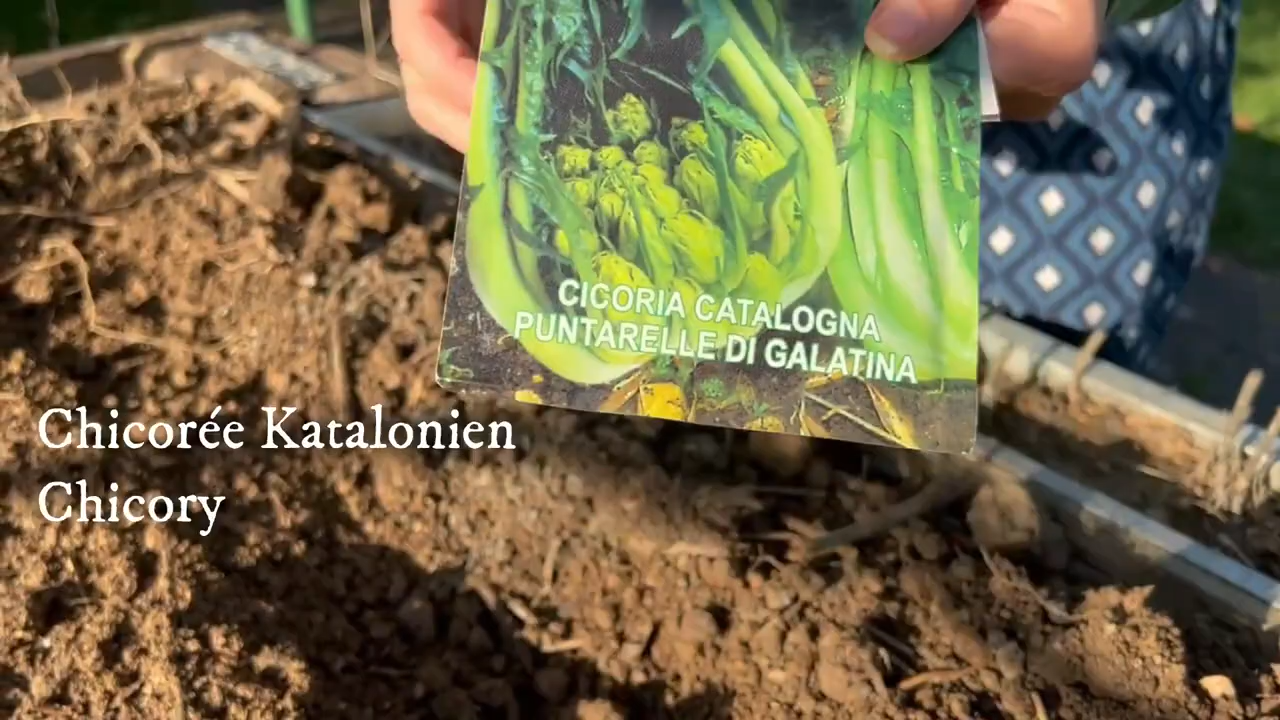 CICORIA CATALOGNA
PUNTARELLE DI GALATINA
Chicorée Katalonien
Chicory